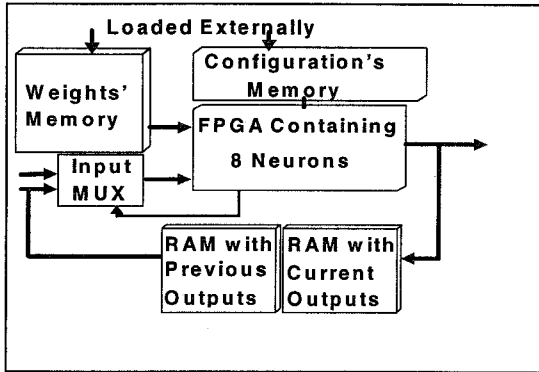 Loaded Externally
Weights'
Memory
Configuration's
Memory
FPGA Containing
8 Neurons
Input
MUX
RAM with
Previous
Outputs
RAM with
Current
Outputs